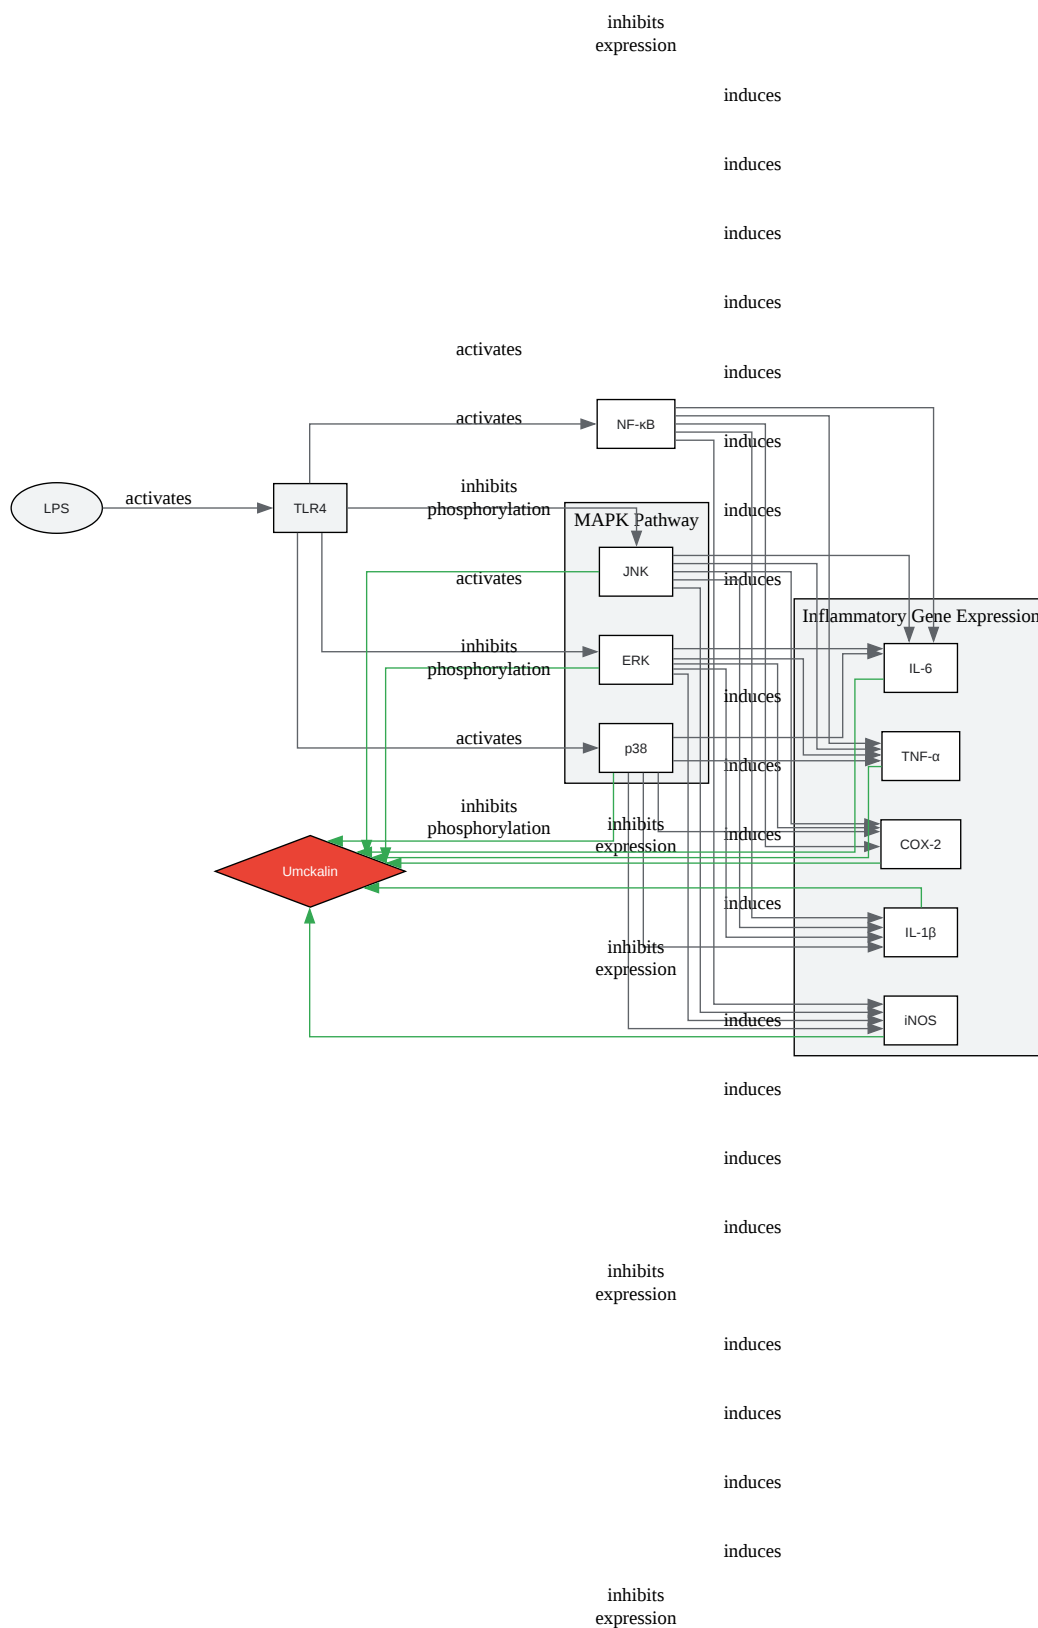 inhibits
expression
induces
induces
induces
induces
activates
induces
activates
NF-κB
induces
LPS
activates
TLR4
inhibits
phosphorylation
MAPK Pathway
induces
JNK
activates
induces
Inflammatory Gene Expression
inhibits
phosphorylation
ERK
IL-6
induces
activates
p38
TNF-α
induces
inhibits
phosphorylation
inhibits
expression
induces
COX-2
Umckalin
induces
IL-1β
inhibits
expression
induces
iNOS
induces
induces
induces
inhibits
expression
induces
induces
induces
induces
inhibits
expression